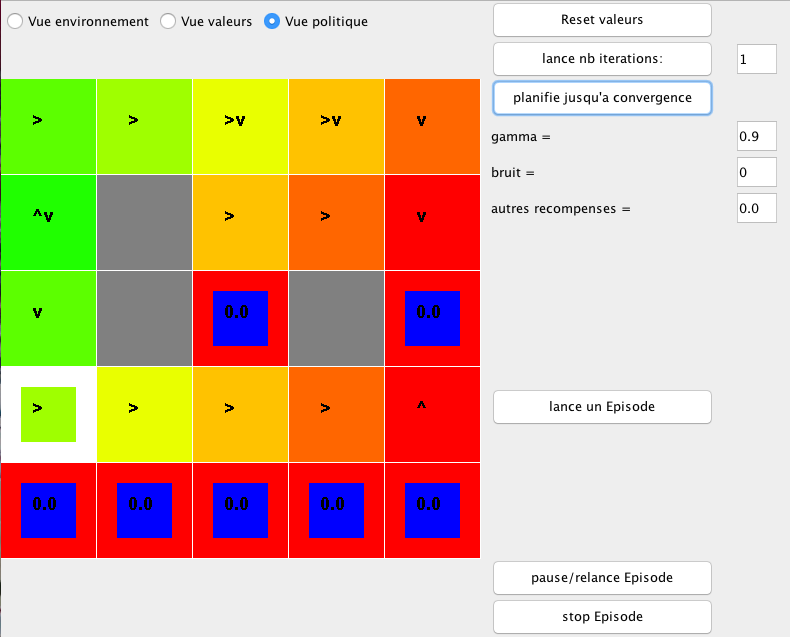 Vue environnement Vue valeurs Vue politique
Reset valeurs
lance nb iterations: 1
planifie jusqu'a convergence
gamma = 0.9
bruit = 0
autres recompenses = 0.0
> > >v >v v
^v > > v
v 0.0 0.0
> > > > ^
lance un Episode
0.0 0.0 0.0 0.0 0.0
pause/relance Episode
stop Episode